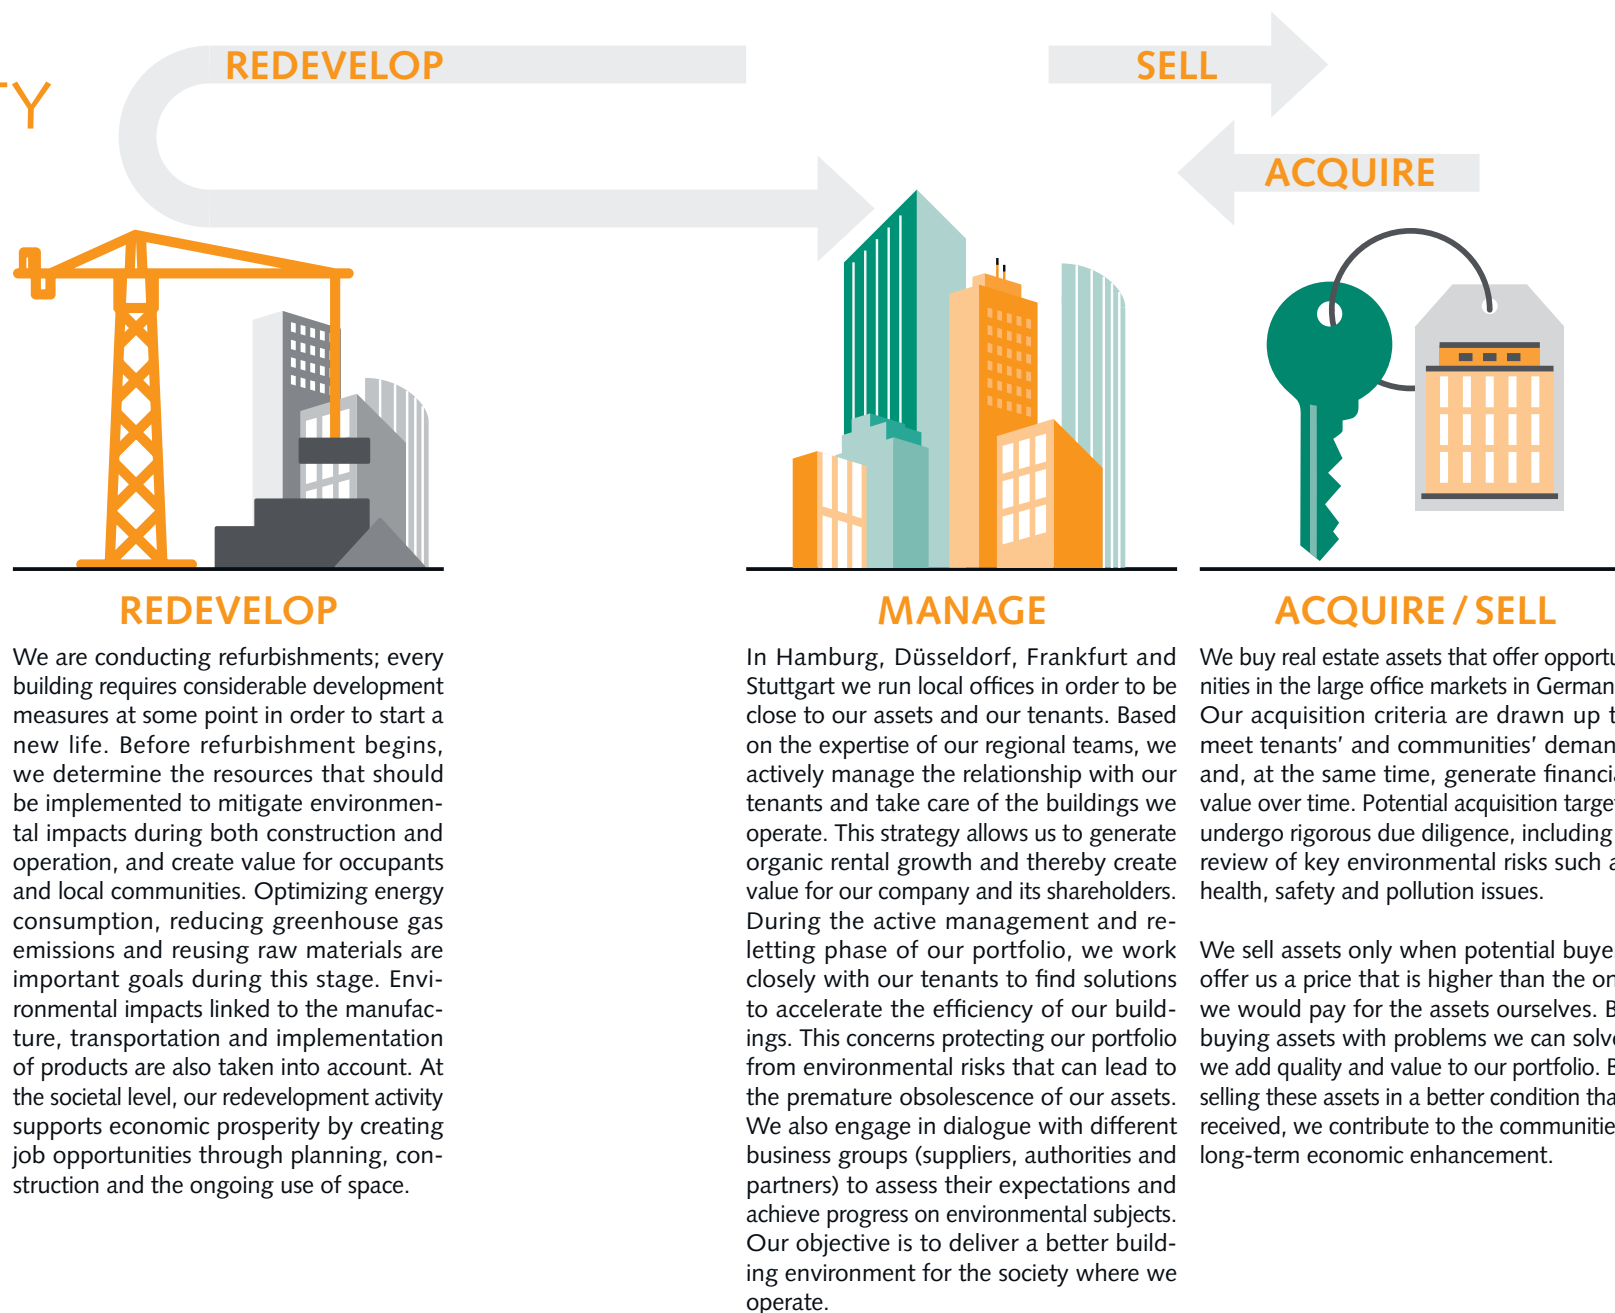 TY
REDEVELOP
SELL
ACQUIRE
REDEVELOP
We are conducting refurbishments; every
building requires considerable development
measures at some point in order to start a
new life. Before refurbishment begins,
we determine the resources that should
be implemented to mitigate environmen-
tal impacts during both construction and
operation, and create value for occupants
and local communities. Optimizing energy
consumption, reducing greenhouse gas
emissions and reusing raw materials are
important goals during this stage. Envi-
ronmental impacts linked to the manufac-
ture, transportation and implementation
of products are also taken into account. At
the societal level, our redevelopment activity
supports economic prosperity by creating
job opportunities through planning, con-
struction and the ongoing use of space.
MANAGE
In Hamburg, Düsseldorf, Frankfurt and
Stuttgart we run local offices in order to be
close to our assets and our tenants. Based
on the expertise of our regional teams, we
actively manage the relationship with our
tenants and take care of the buildings we
operate. This strategy allows us to generate
organic rental growth and thereby create
value for our company and its shareholders.
During the active management and re-
letting phase of our portfolio, we work
closely with our tenants to find solutions
to accelerate the efficiency of our build-
ings. This concerns protecting our portfolio
from environmental risks that can lead to
the premature obsolescence of our assets.
We also engage in dialogue with different
business groups (suppliers, authorities and
partners) to assess their expectations and
achieve progress on environmental subjects.
Our objective is to deliver a better build-
ing environment for the society where we
operate.
ACQUIRE / SELL
We buy real estate assets that offer opportu
nities in the large office markets in German
Our acquisition criteria are drawn up t
meet tenants’ and communities’ deman
and, at the same time, generate financia
value over time. Potential acquisition target
undergo rigorous due diligence, including
review of key environmental risks such a
health, safety and pollution issues.
We sell assets only when potential buye
offer us a price that is higher than the on
we would pay for the assets ourselves. B
buying assets with problems we can solve
we add quality and value to our portfolio. B
selling these assets in a better condition tha
received, we contribute to the communitie
long-term economic enhancement.